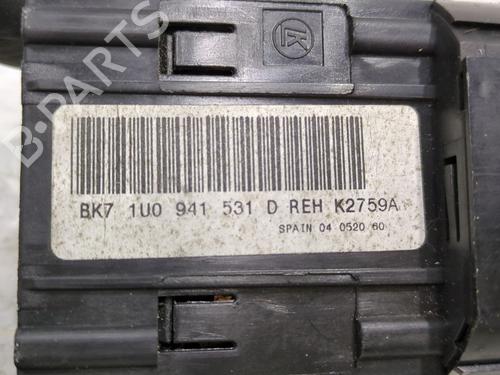 B-PARTS
BK7 1U0 941 531 D REH K2759A
SPAIN 04 0520 60